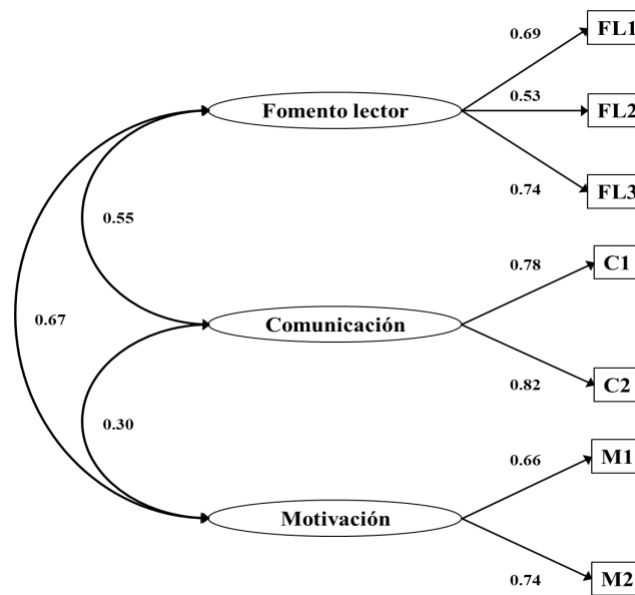 FL1
0.69
Fomento lector
0.53
FL2
0.74
FL3
0.55
0.78
C1
0.67
Comunicación
0.82
C2
0.30
0.66
M1
Motivación
0.74
M2